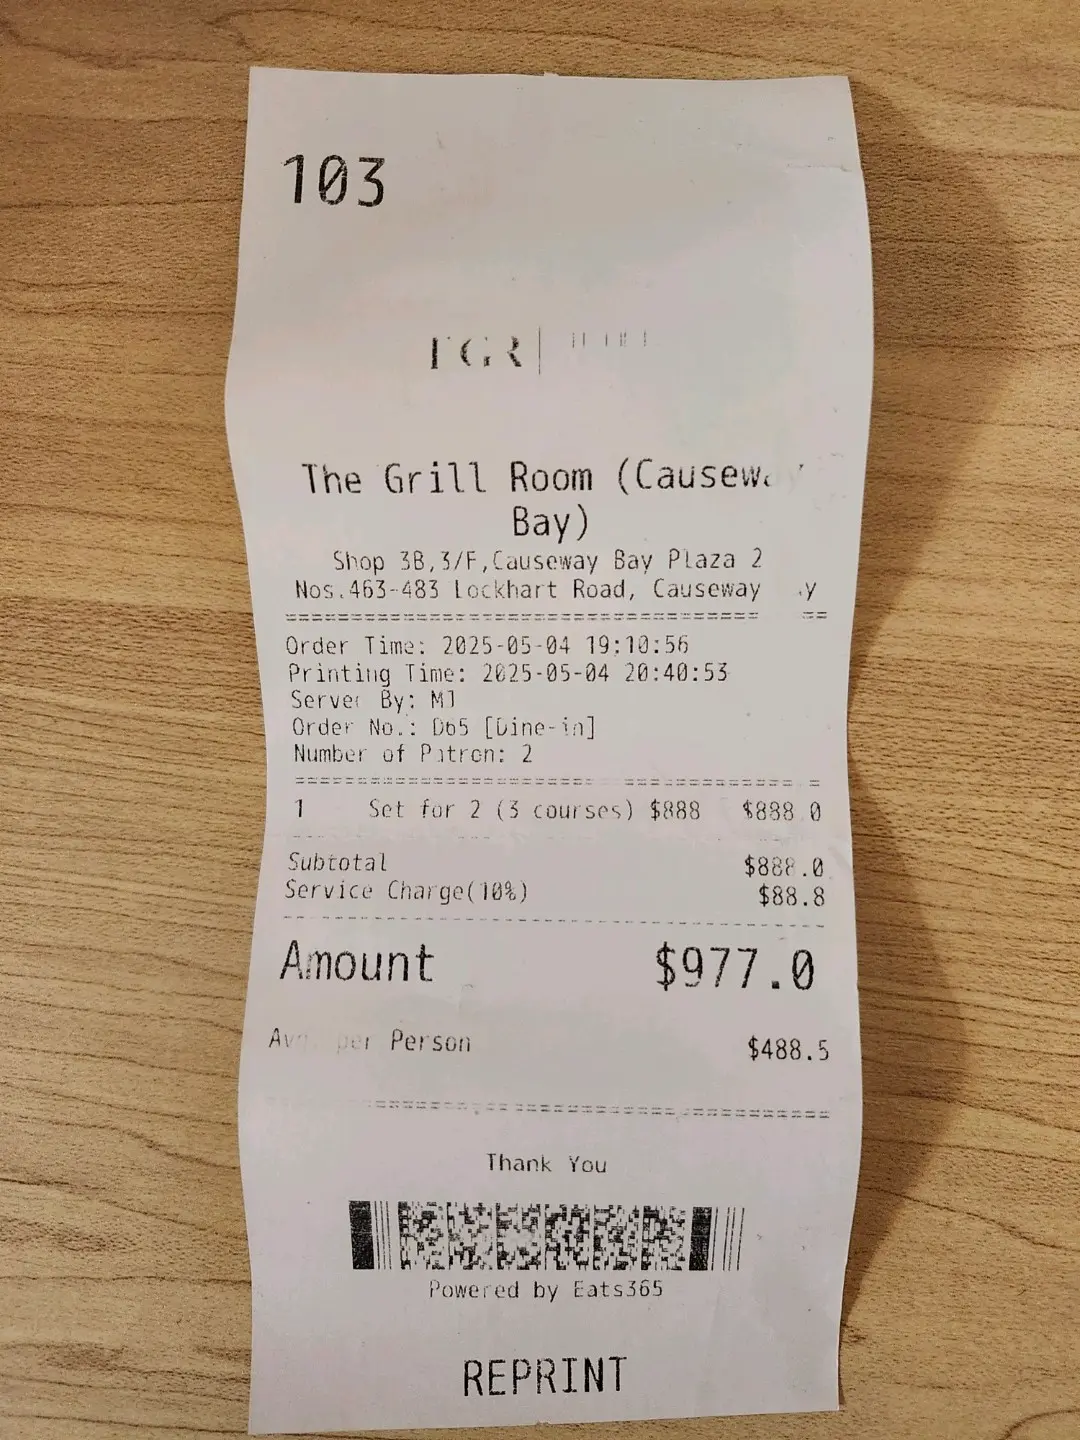 103
TGR
The Grill Room (Causeway
Bay)
Shop 3B,3/F,Causeway Bay Plaza 2
Nos.463-483 Lockhart Road, Causeway
================================
Order Time: 2025-05-04 19:10:56
Printing Time: 2025-05-04 20:40:53
Server By: MJ
Order No.: D65 [Dine-in]
Number of Patron: 2
================================
1 Set for 2 (3 courses) $888 $888.0
Subtotal $888.0
Service Charge(10%) $88.8
Amount $977.0
per Person $488.5
================================
Thank You
Powered by Eats365
REPRINT